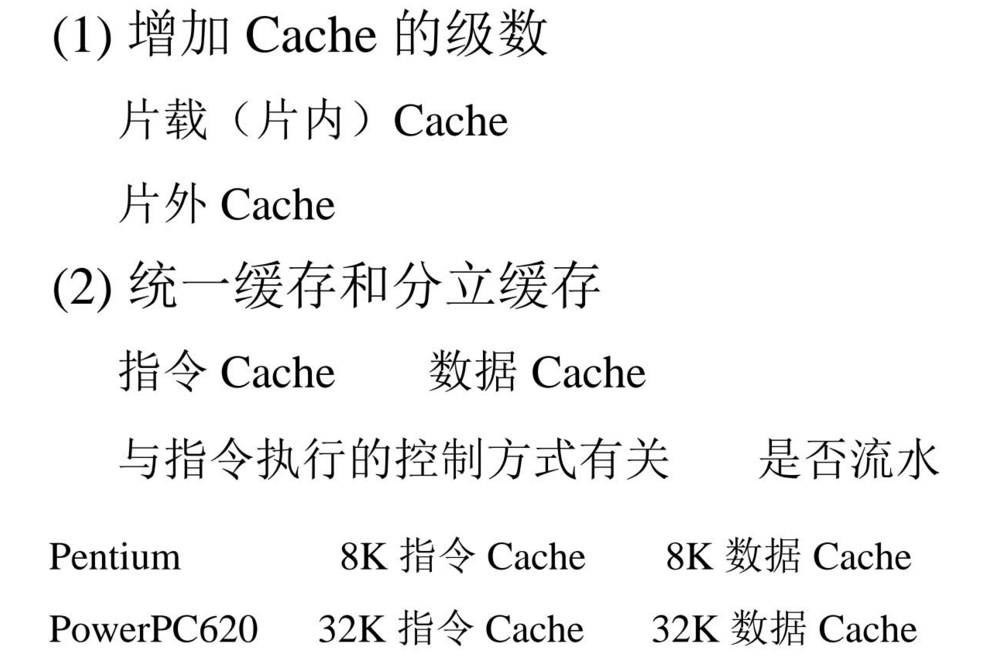 (1) 增加 Cache 的级数
片载（片内）Cache
片外 Cache
(2) 统一缓存和分立缓存
指令 Cache 数据 Cache
与指令执行的控制方式有关 是否流水
Pentium 8K 指令 Cache 8K 数据 Cache
PowerPC620 32K 指令 Cache 32K 数据 Cache